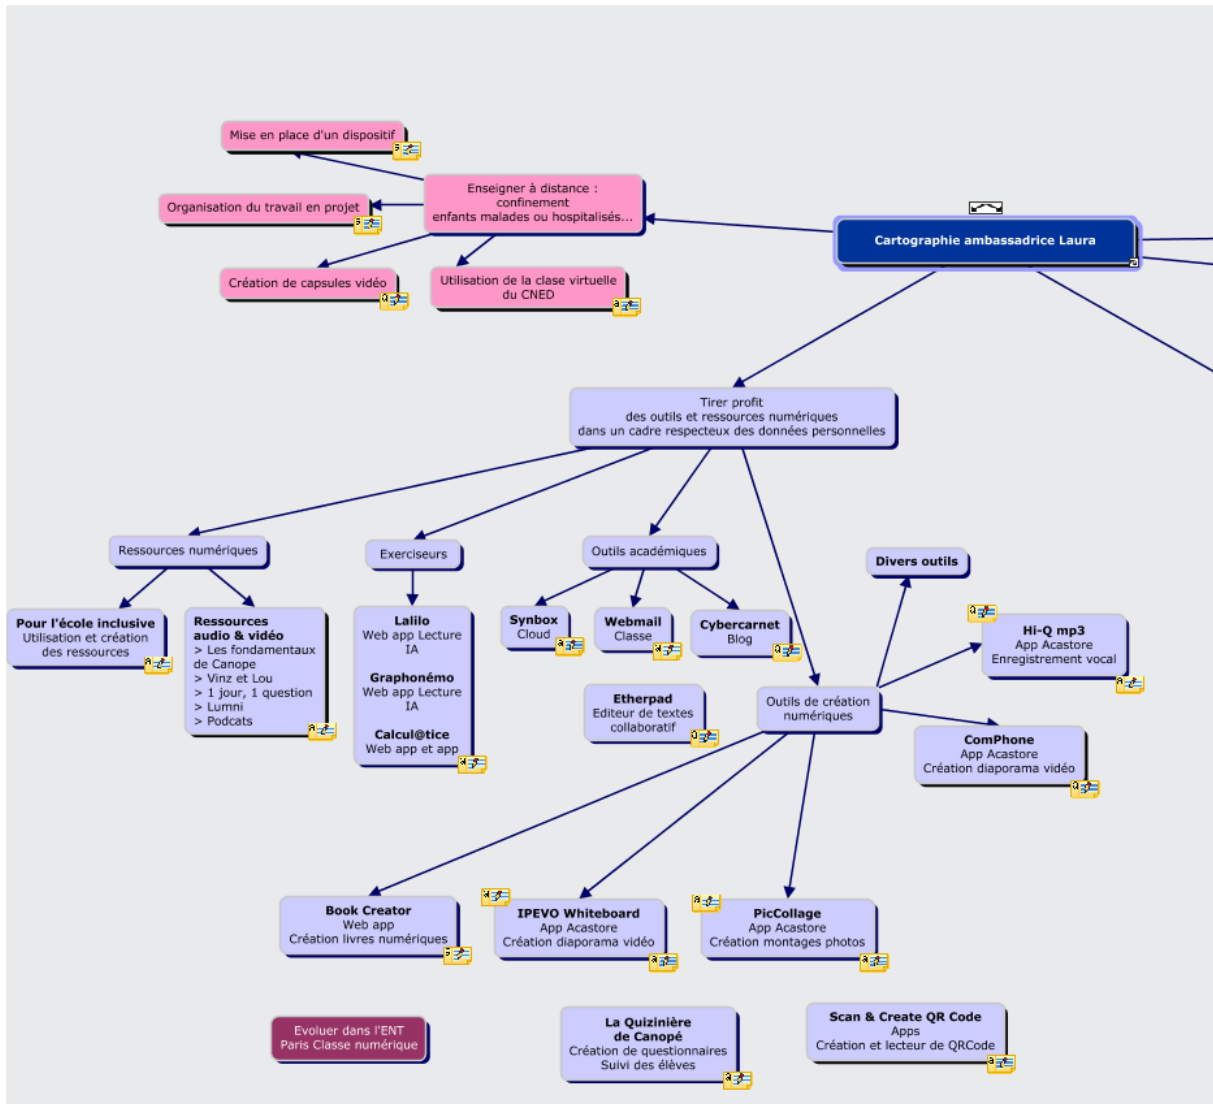 Mise en place d'un dispositif
Enseigner à distance :
confinement
enfants malades ou hospitalisés...
Organisation du travail en projet
Cartographie ambassadrice Laura
Création de capsules vidéo
Utilisation de la clase virtuelle
du CNED
Tirer profit
des outils et ressources numériques
dans un cadre respecteux des données personnelles
Ressources numériques
Exerciseurs
Outils académiques
Divers outils
Pour l'école inclusive
Utilisation et création
des ressources
Ressources
audio & vidéo
> Les fondamentaux
de Canope
> Vinz et Lou
> 1 jour, 1 question
> Lumni
> Podcats
Lalilo
Web app Lecture
IA
Graphonémo
Web app Lecture
IA
Calcul@tice
Web app et app
Synbox
Cloud
Webmail
Classe
Cybercarnet
Blog
Hi-Q mp3
App Acastore
Enregistrement vocal
Etherpad
Editeur de textes
collaboratif
Outils de création
numériques
ComPhone
App Acastore
Création diaporama vidéo
Book Creator
Web app
Création livres numériques
IPEVO Whiteboard
App Acastore
Création diaporama vidéo
PicCollage
App Acastore
Création montages photos
Evoluer dans l'ENT
Paris Classe numérique
La Quizinière
de Canopé
Création de questionnaires
Suivi des élèves
Scan & Create QR Code
Apps
Création et lecteur de QRCode